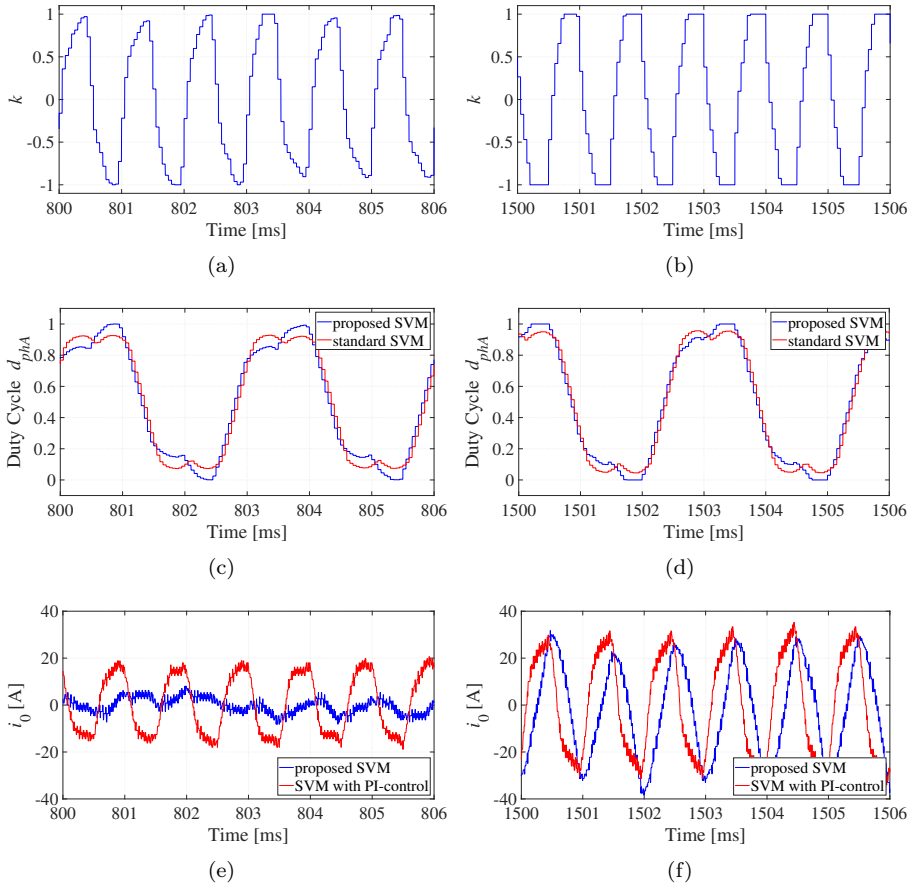 1
0.5
0
-0.5
-1
k
800 801 802 803 804 805 806
Time [ms]
(a)
1
0.5
0
-0.5
-1
k
1500 1501 1502 1503 1504 1505 1506
Time [ms]
(b)
1
0.8
0.6
0.4
0.2
0
Duty Cycle d_phA
proposed SVM
standard SVM
800 801 802 803 804 805 806
Time [ms]
(c)
1
0.8
0.6
0.4
0.2
0
Duty Cycle d_phA
proposed SVM
standard SVM
1500 1501 1502 1503 1504 1505 1506
Time [ms]
(d)
40
20
0
-20
-40
i_0 [A]
proposed SVM
SVM with PI-control
800 801 802 803 804 805 806
Time [ms]
(e)
40
20
0
-20
-40
i_0 [A]
proposed SVM
SVM with PI-control
1500 1501 1502 1503 1504 1505 1506
Time [ms]
(f)